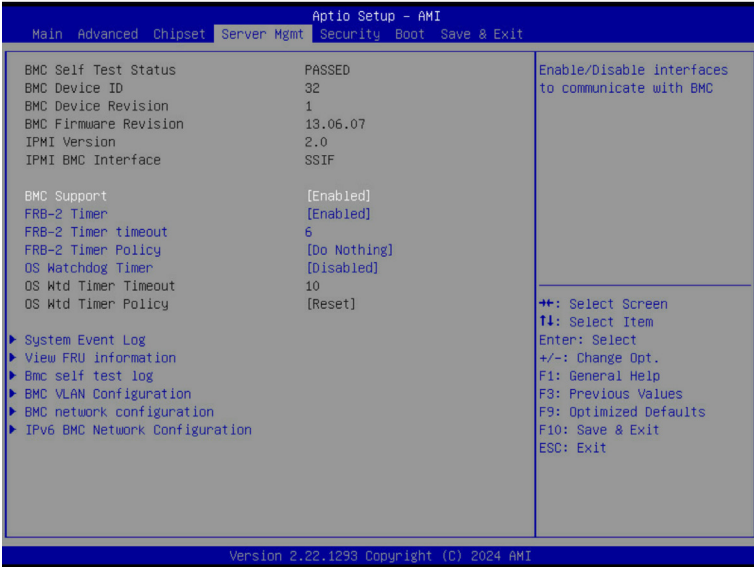 Aptio Setup – AMI
Main Advanced Chipset Server Mgmt Security Boot Save & Exit
BMC Self Test Status PASSED
BMC Device ID 32
BMC Device Revision 1
BMC Firmware Revision 13.06.07
IPMI Version 2.0
IPMI BMC Interface SSIF
BMC Support [Enabled]
FRB-2 Timer [Enabled]
FRB-2 Timer timeout 6
FRB-2 Timer Policy [Do Nothing]
OS Watchdog Timer [Disabled]
OS Wtd Timer Timeout 10
OS Wtd Timer Policy [Reset]
System Event Log
View FRU information
Bmc self test log
BMC VLAN Configuration
BMC network configuration
IPv6 BMC Network Configuration
Enable/Disable interfaces
to communicate with BMC
→←: Select Screen
↑↓: Select Item
Enter: Select
+/-: Change Opt.
F1: General Help
F3: Previous Values
F9: Optimized Defaults
F10: Save & Exit
ESC: Exit
Version 2.22.1293 Copyright (C) 2024 AMI